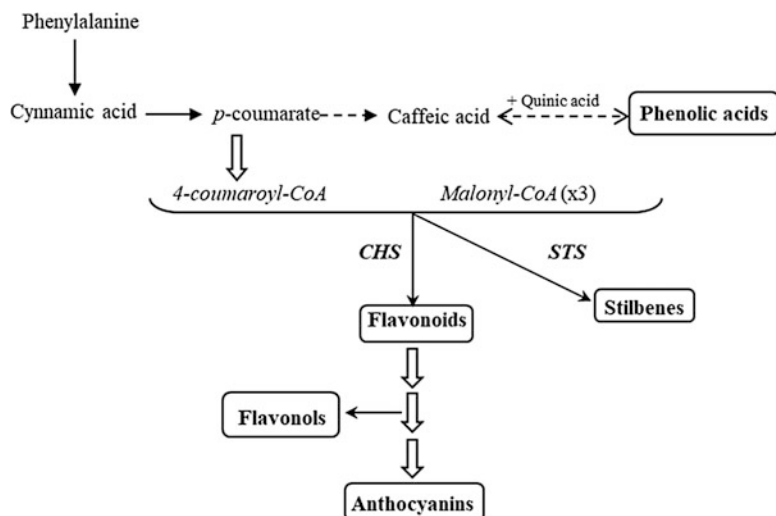 Phenylalanine
Cynnamic acid
p-coumarate
Caffeic acid
+ Quinic acid
Phenolic acids
4-coumaroyl-CoA
Malonyl-CoA (x3)
CHS
STS
Flavonoids
Stilbenes
Flavonols
Anthocyanins